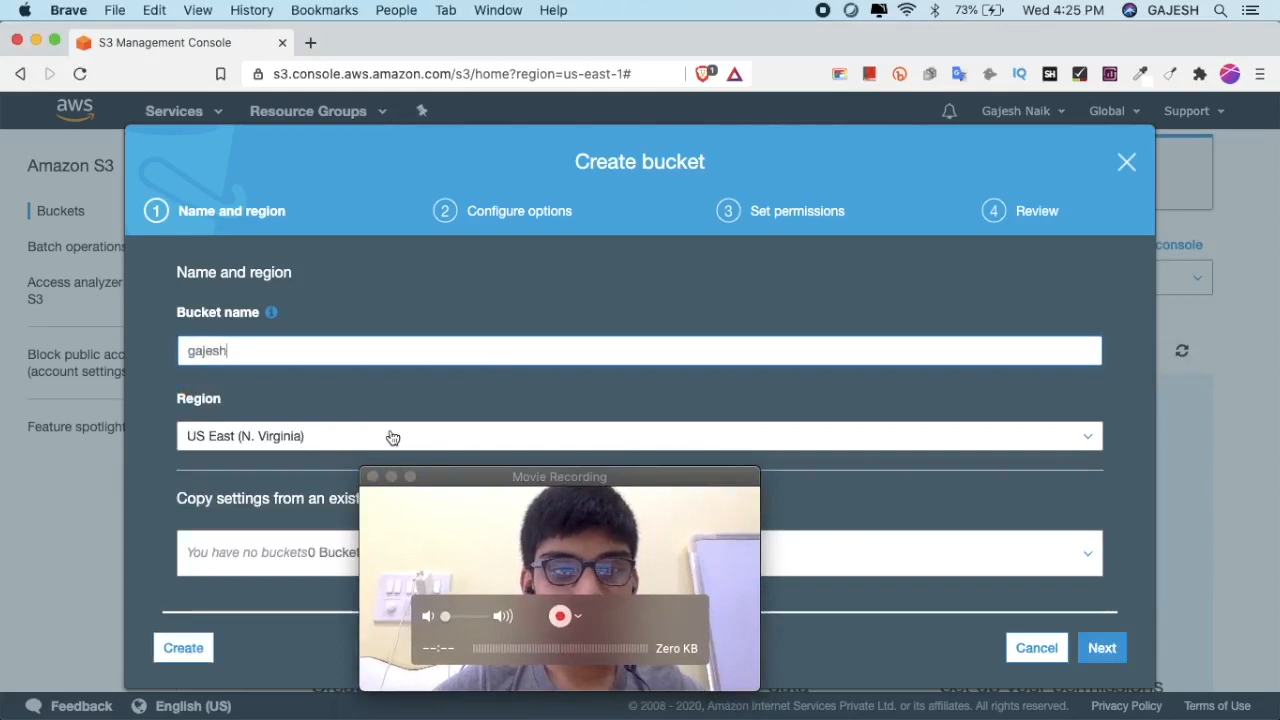 Brave File Edit View History Bookmarks People Tab Window Help 73% Wed 4:25 PM GAJESH
S3 Management Console
s3.console.aws.amazon.com/s3/home?region=us-east-1# 1 IQ SH
aws Services Resource Groups Gajesh Naik Global Support
Amazon S3
Buckets
Batch operations
Access analyzer
S3
Block public acc
(account settings
Feature spotlight
console
Create bucket
1 Name and region 2 Configure options 3 Set permissions 4 Review
Name and region
Bucket name
gajesh
Region
US East (N. Virginia)
Copy settings from an exist
You have no buckets0 Bucket
Movie Recording
--:-- Zero KB
Create Cancel Next
Feedback English (US) © 2008 - 2020, Amazon Internet Services Private Ltd. or its affiliates. All rights reserved. Privacy Policy Terms of Use